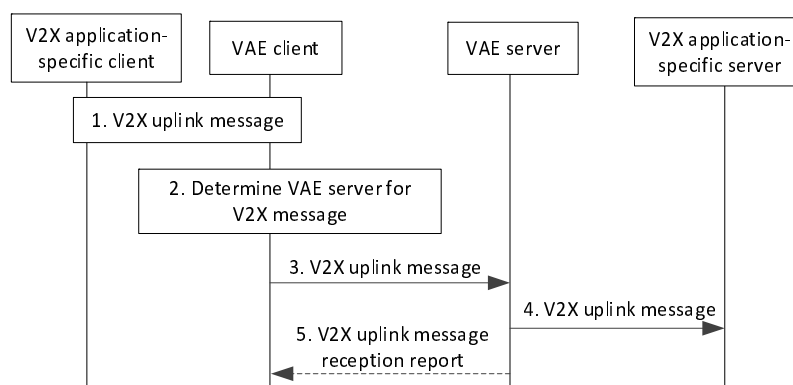 V2X application-
specific client
VAE client
VAE server
V2X application-
specific server
1. V2X uplink message
2. Determine VAE server for
V2X message
3. V2X uplink message
4. V2X uplink message
5. V2X uplink message
reception report